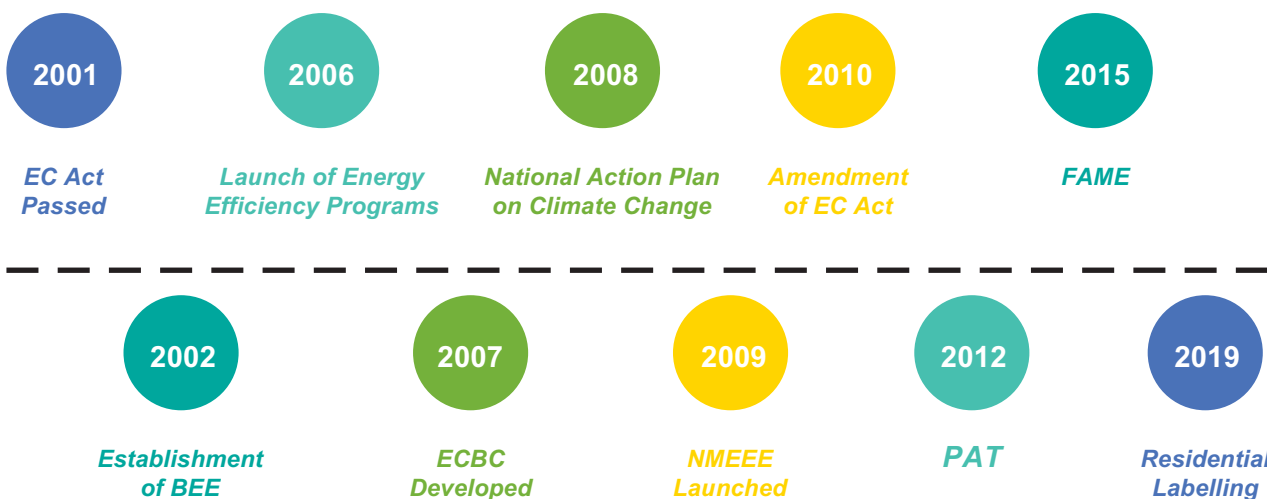 2001
EC Act
Passed
2006
Launch of Energy
Efficiency Programs
2008
National Action Plan
on Climate Change
2010
Amendment
of EC Act
2015
FAME
2002
Establishment
of BEE
2007
ECBC
Developed
2009
NMEEE
Launched
2012
PAT
2019
Residential
Labelling